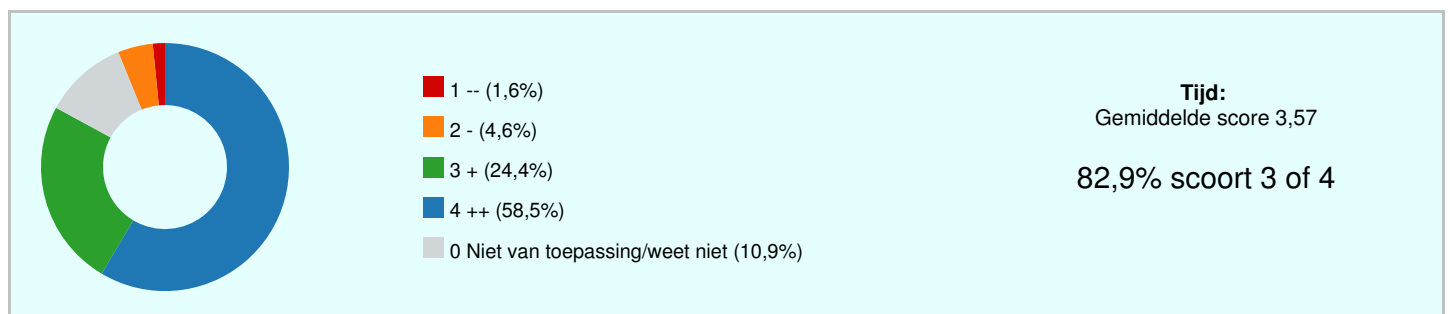 1 -- (1,6%)
2 - (4,6%)
3 + (24,4%)
4 ++ (58,5%)
0 Niet van toepassing/weet niet (10,9%)
Tijd:
Gemiddelde score 3,57
82,9% scoort 3 of 4